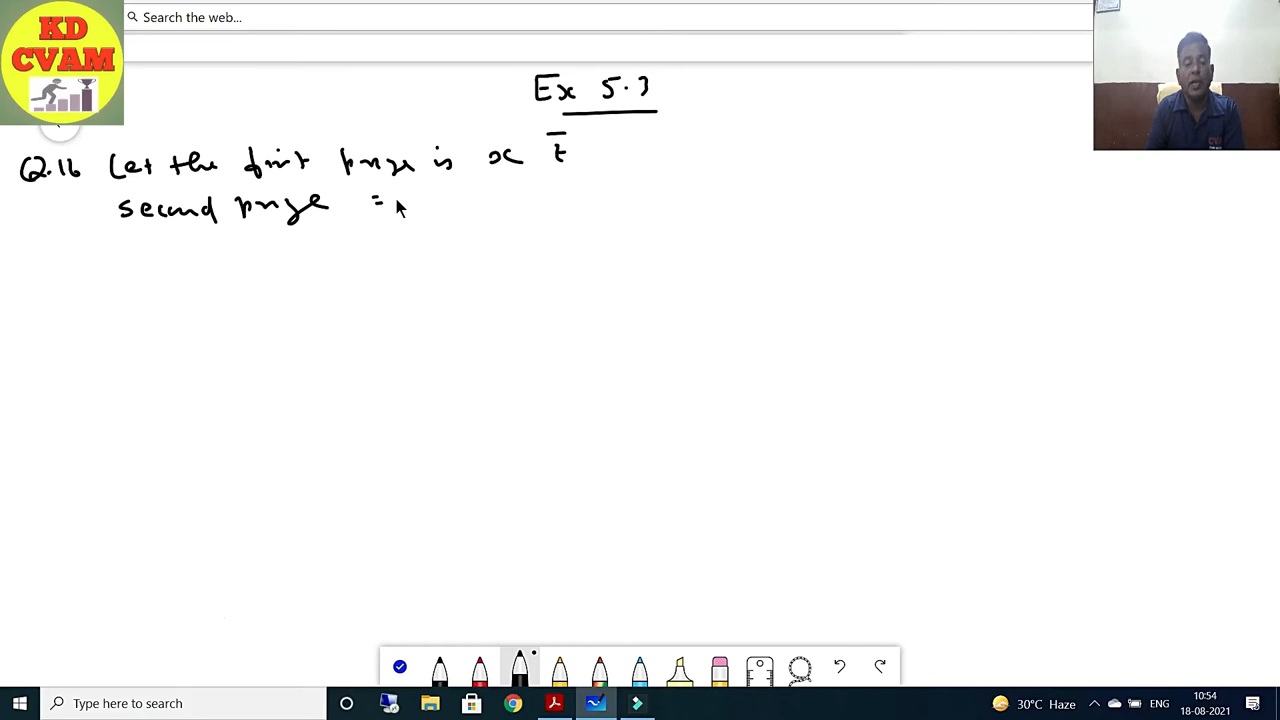 KD
CVAM
Search the web...
Ex 5.3
Q.16 Let the first prize is x ₹
second prize =
Type here to search
30°C Haze
ENG
10:54
18-08-2021